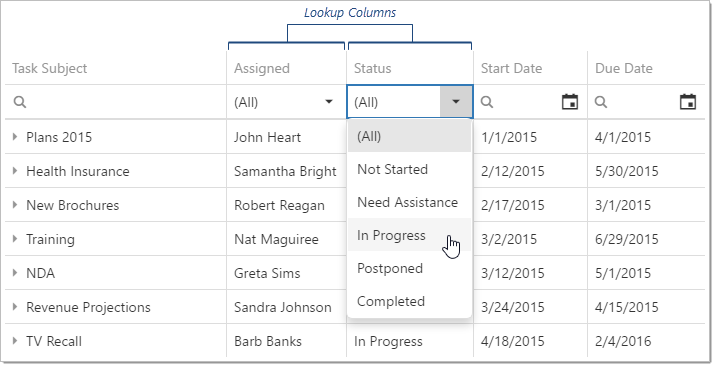 Lookup Columns
Task Subject Assigned Status Start Date Due Date
(All) (All)
Plans 2015 John Heart (All) 1/1/2015 4/1/2015
Health Insurance Samantha Bright Not Started 2/12/2015 5/30/2015
New Brochures Robert Reagan Need Assistance 2/17/2015 3/1/2015
Training Nat Maguiree In Progress 3/2/2015 6/29/2015
NDA Greta Sims Postponed 3/12/2015 5/1/2015
Revenue Projections Sandra Johnson Completed 3/24/2015 4/15/2015
TV Recall Barb Banks In Progress 4/18/2015 2/4/2016